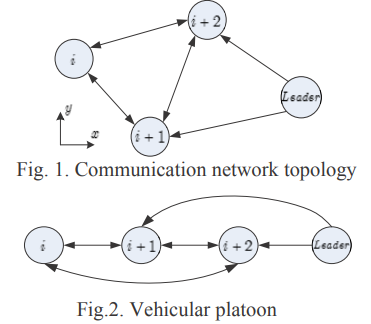 i + 2
i
Leader
y
x
i + 1
Fig. 1. Communication network topology
i
i + 1
i + 2
Leader
Fig.2. Vehicular platoon